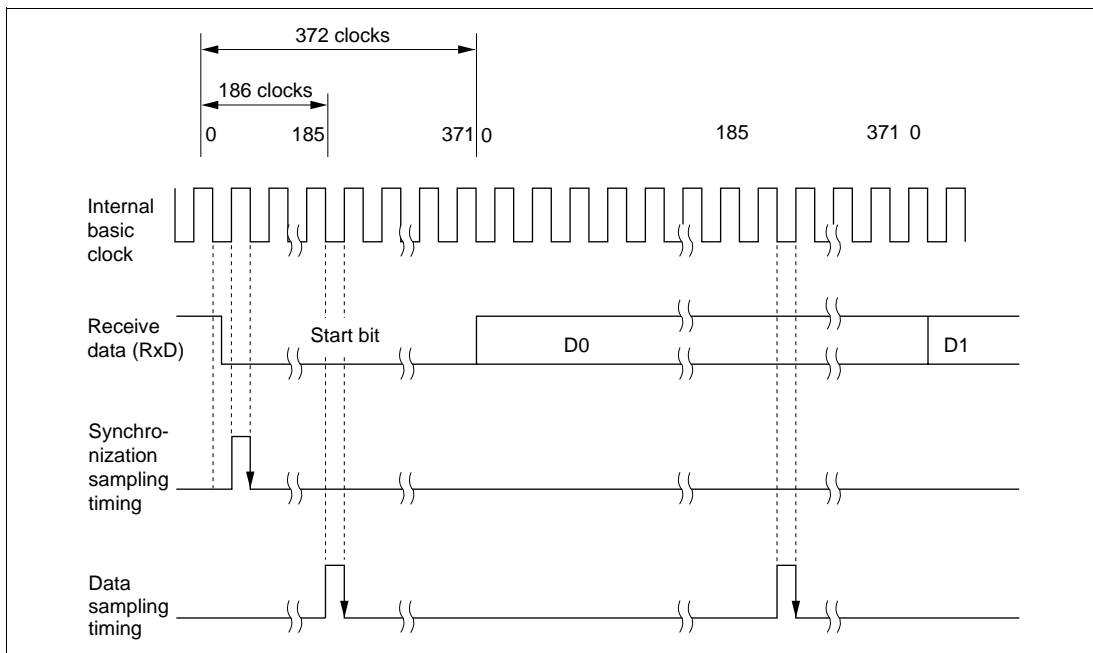 372 clocks
186 clocks
0 185 371 0 185 371 0
Internal
basic
clock
Receive
data (RxD)
Start bit
D0
D1
Synchro-
nization
sampling
timing
Data
sampling
timing